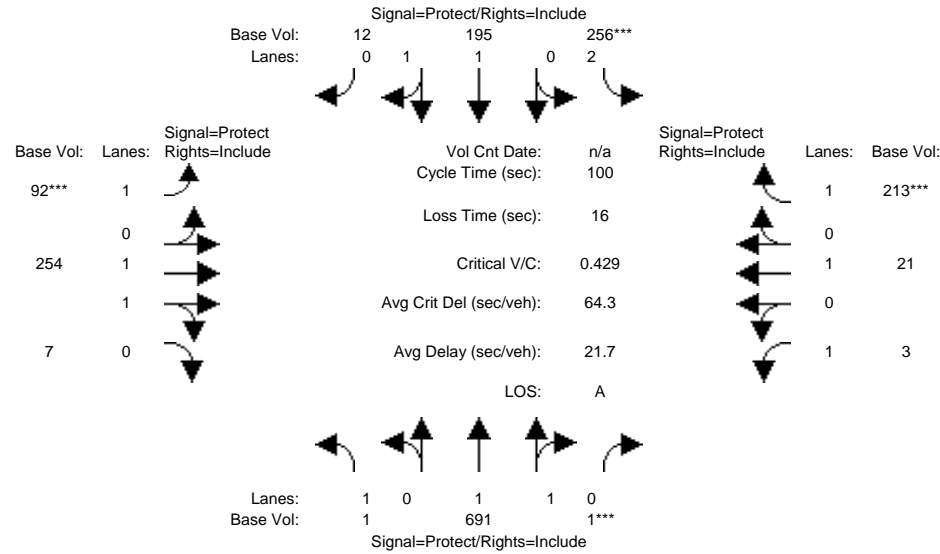 Signal=Protect/Rights=Include
Base Vol: 12 195 256***
Lanes: 0 1 1 0 2
Signal=Protect
Base Vol: Lanes: Rights=Include
Vol Cnt Date: n/a
Signal=Protect
Rights=Include Lanes: Base Vol:
Cycle Time (sec): 100
92*** 1
1 213***
Loss Time (sec): 16
0
0
254 1
Critical V/C: 0.429
1 21
1
Avg Crit Del (sec/veh): 64.3
0
7 0
Avg Delay (sec/veh): 21.7
1 3
LOS: A
Lanes: 1 0 1 1 0
Base Vol: 1 691 1***
Signal=Protect/Rights=Include